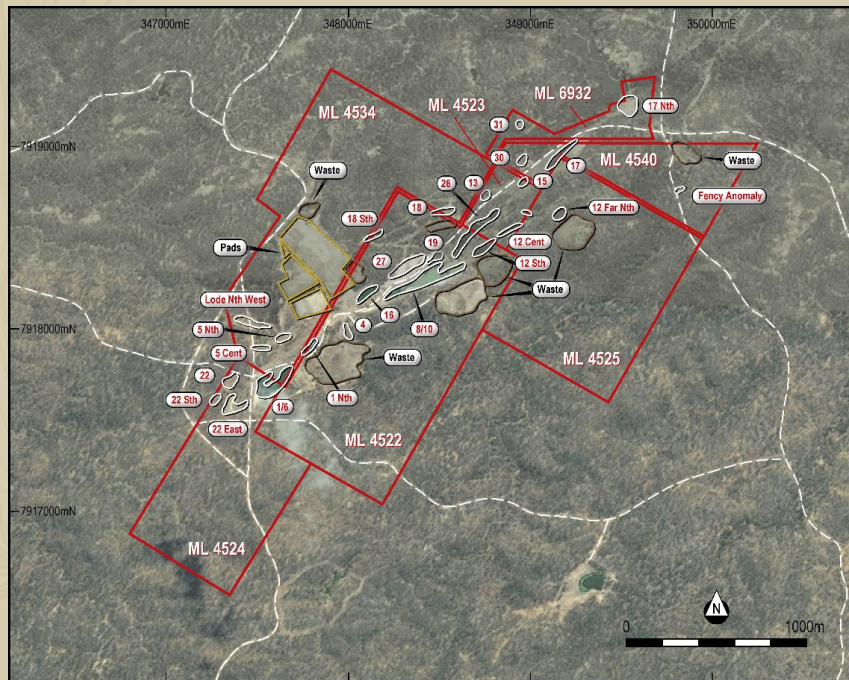 347000mE
348000mE
349000mE
350000mE
ML 6932
ML 4523
ML 4534
17 Nth
31
7919000mN
30
ML 4540
Waste
Waste
26
13
15
17
Fency Anomaly
18
12 Far Nth
18 Sth
Pads
19
12 Cent
27
12 Sth
Waste
Lode Nth West
16
8/10
7918000mN
5 Nth
4
5 Cent
Waste
ML 4525
22
22 Sth
1 Nth
1/6
22 East
ML 4522
7917000mN
ML 4524
N
0
1000m